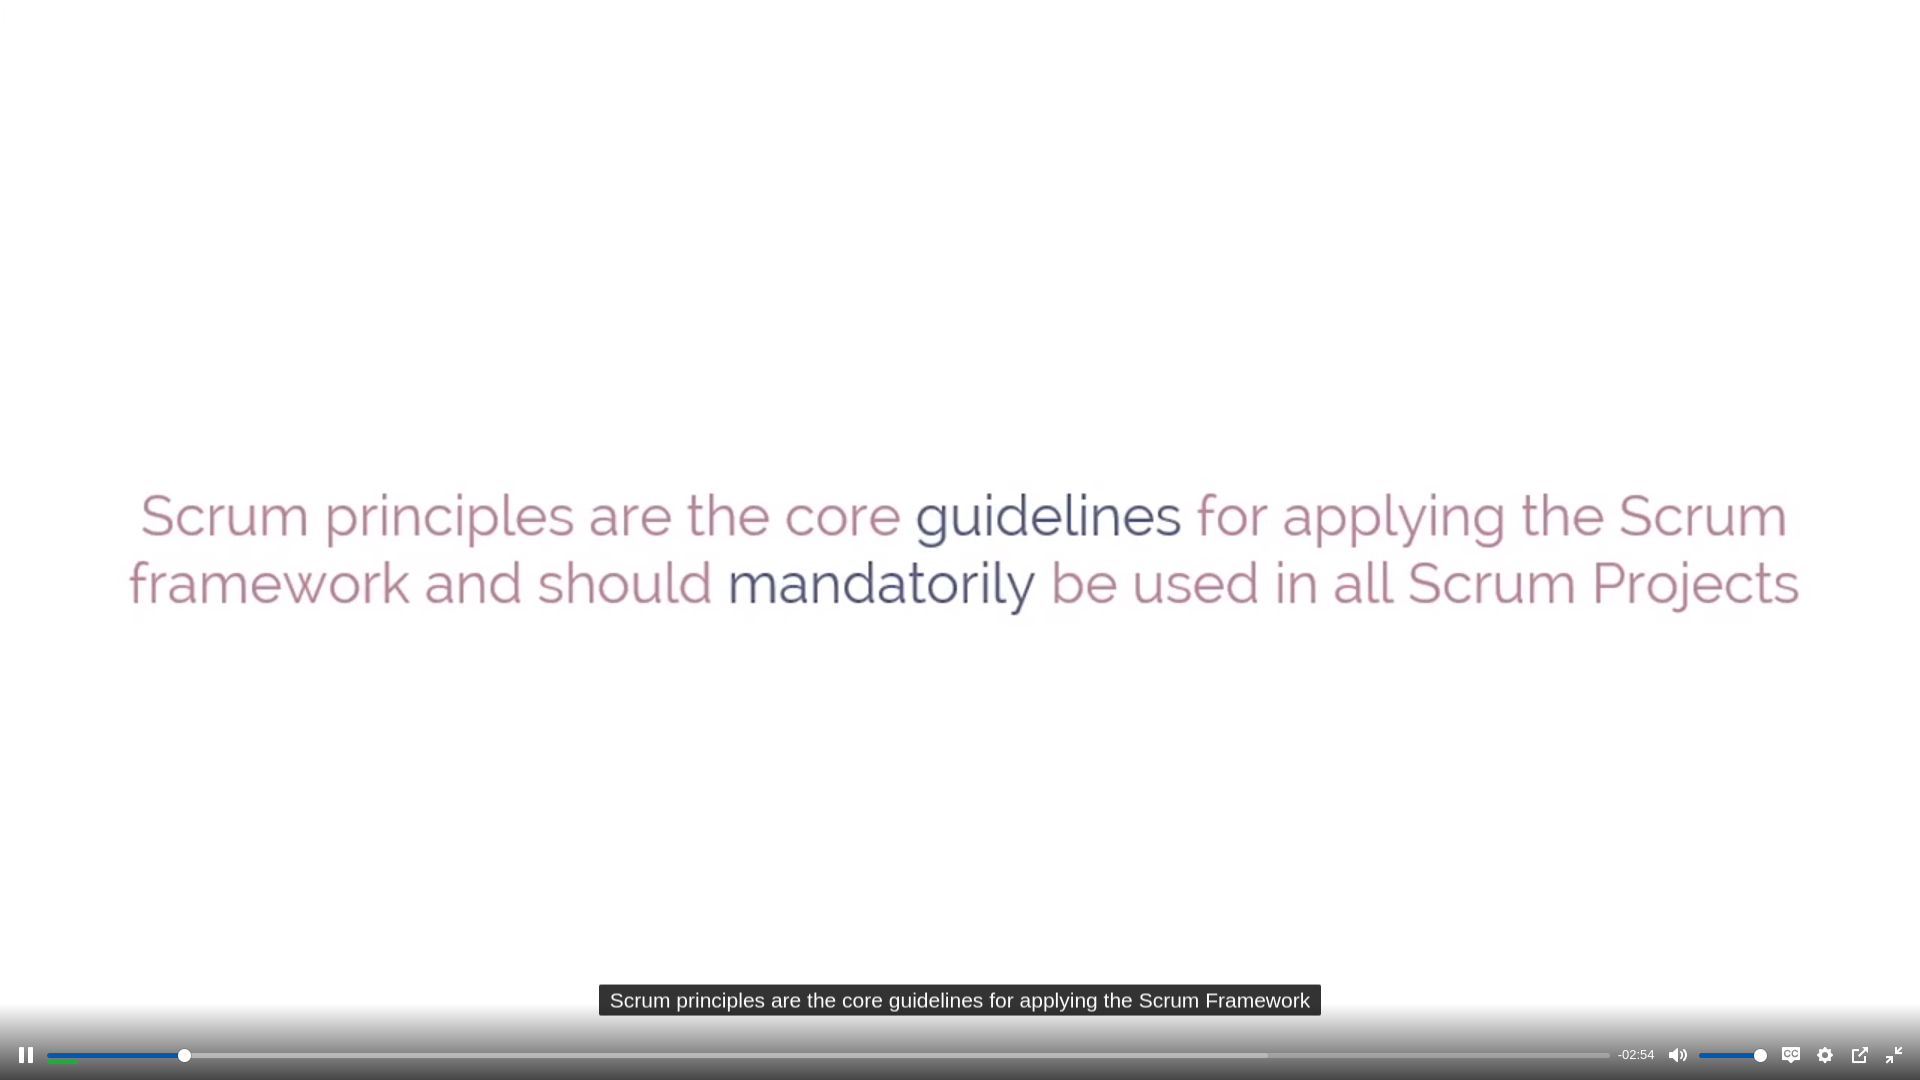 Scrum principles are the core guidelines for applying the Scrum
framework and should mandatorily be used in all Scrum Projects
Scrum principles are the core guidelines for applying the Scrum Framework
-02:54
CC